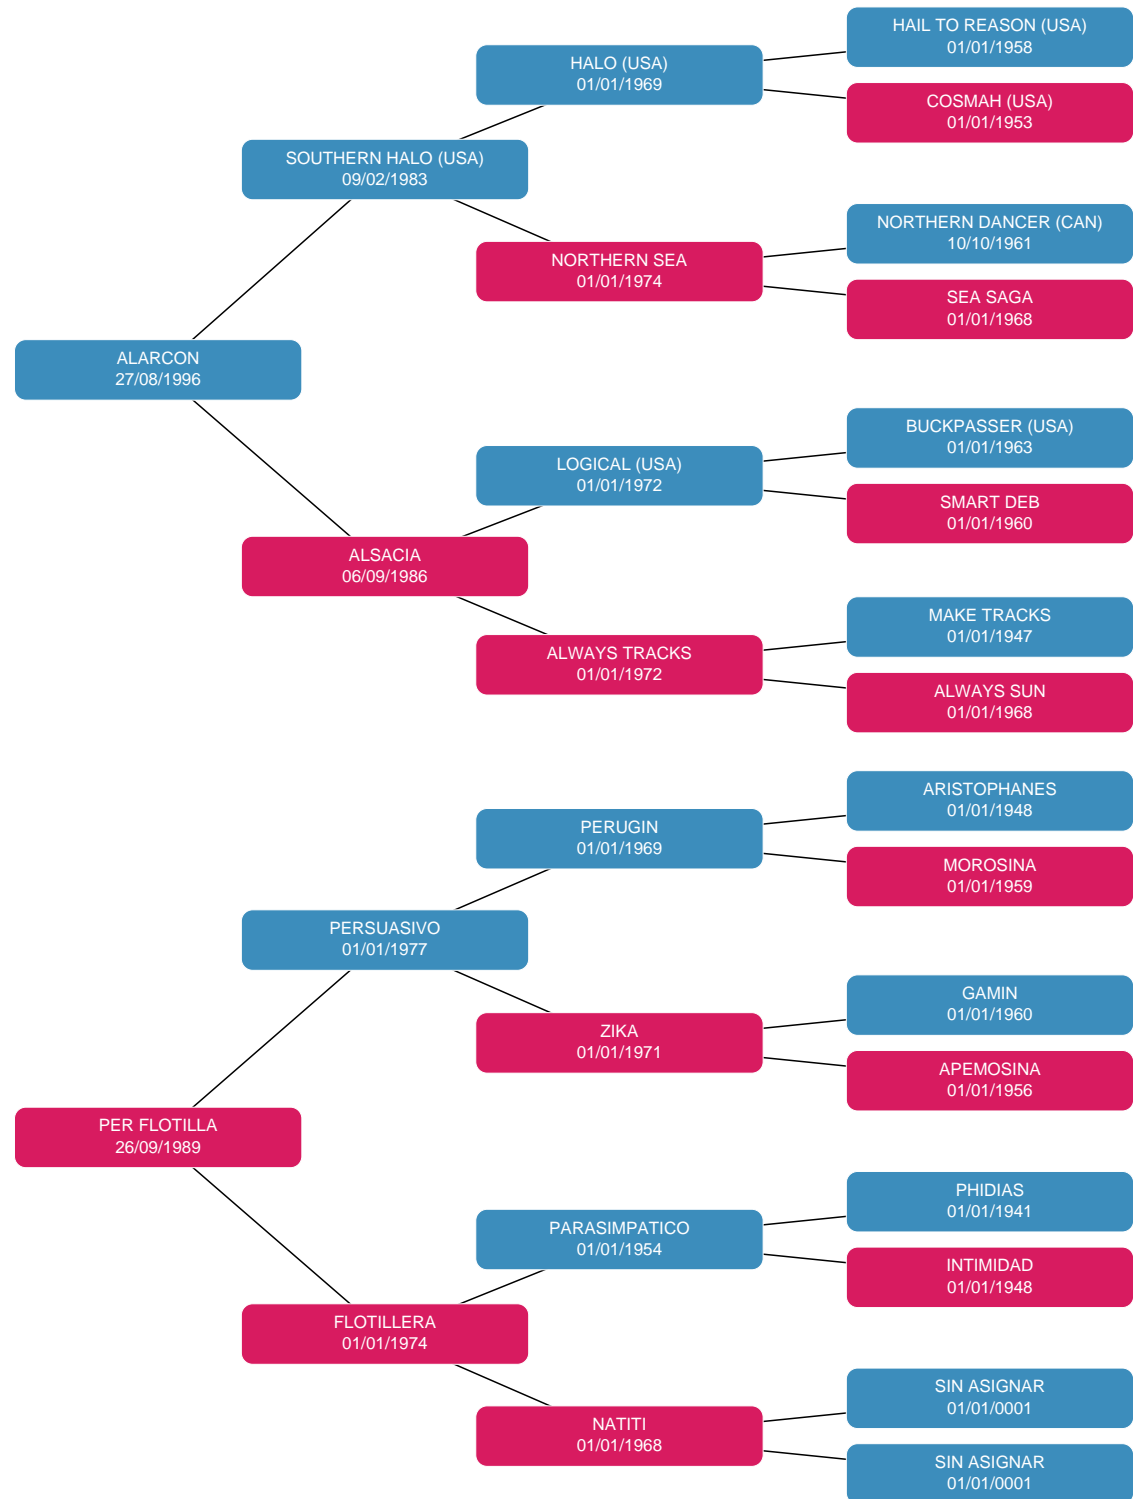 HAIL TO REASON (USA)
01/01/1958
HALO (USA)
01/01/1969
COSMAH (USA)
01/01/1953
SOUTHERN HALO (USA)
09/02/1983
NORTHERN DANCER (CAN)
10/10/1961
NORTHERN SEA
01/01/1974
SEA SAGA
01/01/1968
ALARCON
27/08/1996
BUCKPASSER (USA)
01/01/1963
LOGICAL (USA)
01/01/1972
SMART DEB
01/01/1960
ALSACIA
06/09/1986
MAKE TRACKS
01/01/1947
ALWAYS TRACKS
01/01/1972
ALWAYS SUN
01/01/1968
ARISTOPHANES
01/01/1948
PERUGIN
01/01/1969
MOROSINA
01/01/1959
PERSUASIVO
01/01/1977
GAMIN
01/01/1960
ZIKA
01/01/1971
APEMOSINA
01/01/1956
PER FLOTILLA
26/09/1989
PHIDIAS
01/01/1941
PARASIMPATICO
01/01/1954
INTIMIDAD
01/01/1948
FLOTILLERA
01/01/1974
SIN ASIGNAR
01/01/0001
NATITI
01/01/1968
SIN ASIGNAR
01/01/0001